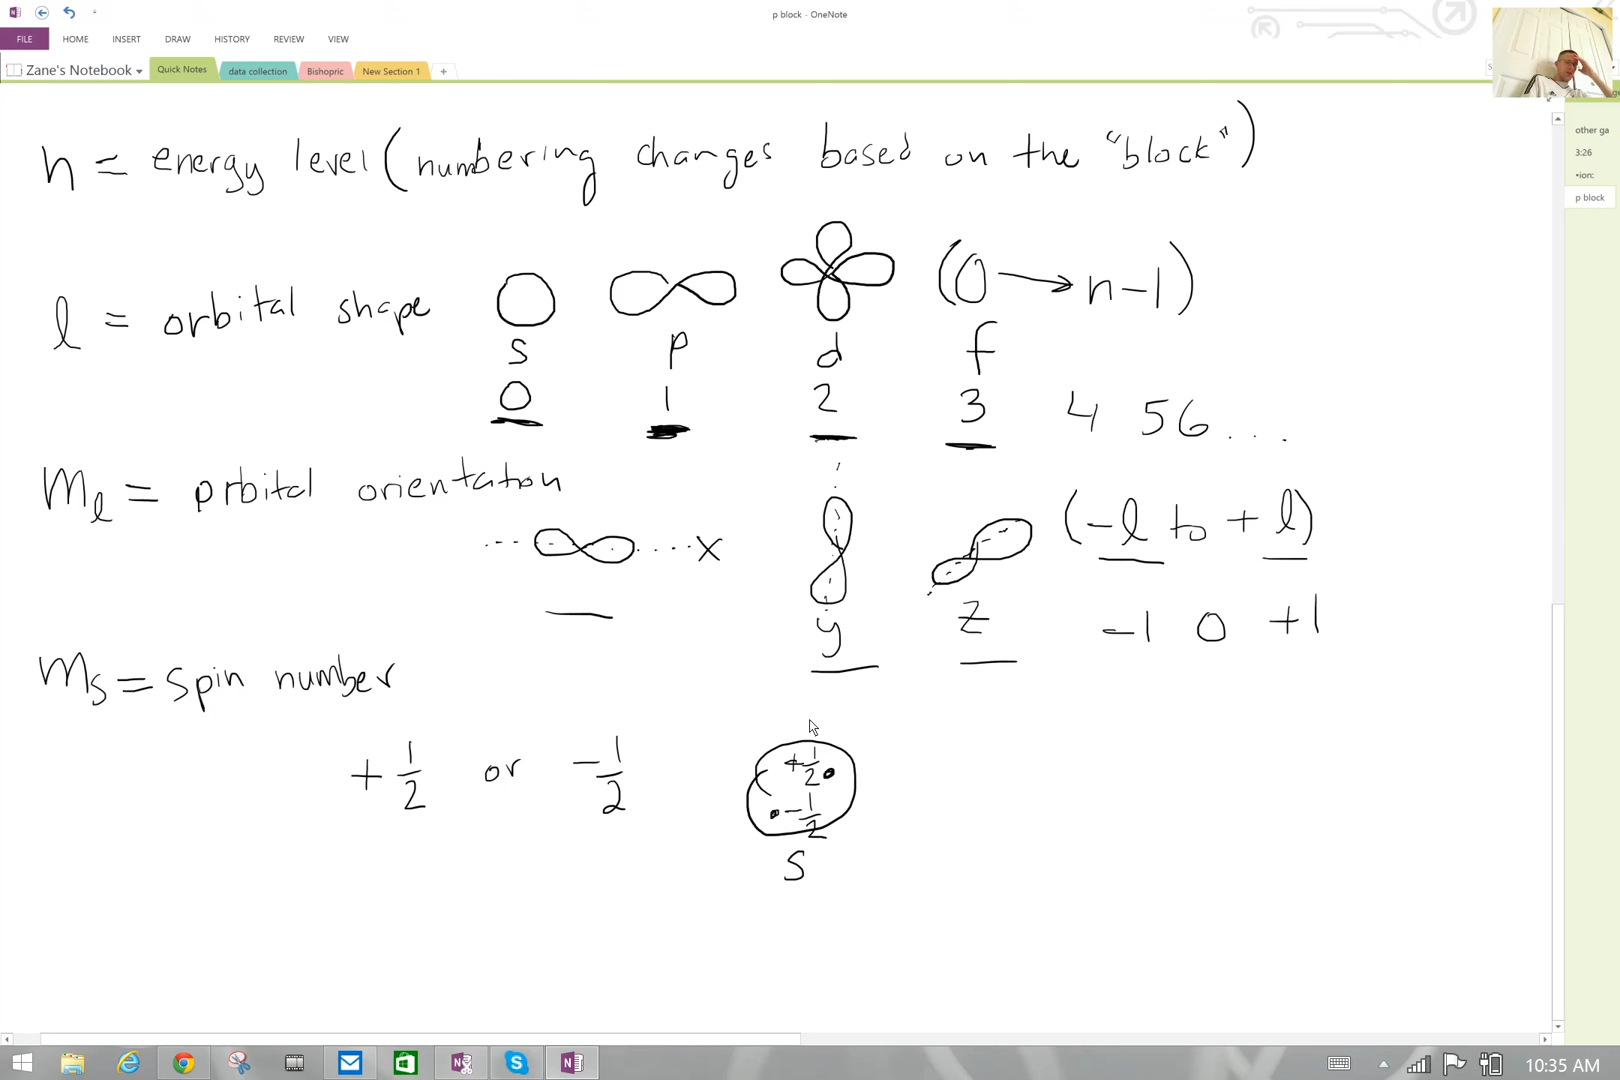 p block - OneNote
FILE HOME INSERT DRAW HISTORY REVIEW VIEW
Zane's Notebook Quick Notes data collection Bishopric New Section 1 +
other ga
3:26
•ion:
p block
n = energy level (numbering changes based on the "block")
l = orbital shape (0 → n-1)
s p d f
0 1 2 3 4 5 6 ...
Ml = orbital orientation
... .... x (-l to + l)
y z -1 0 +1
Ms = spin number
+ 1/2 or - 1/2
+ 1/2
- 1/2
S
10:35 AM